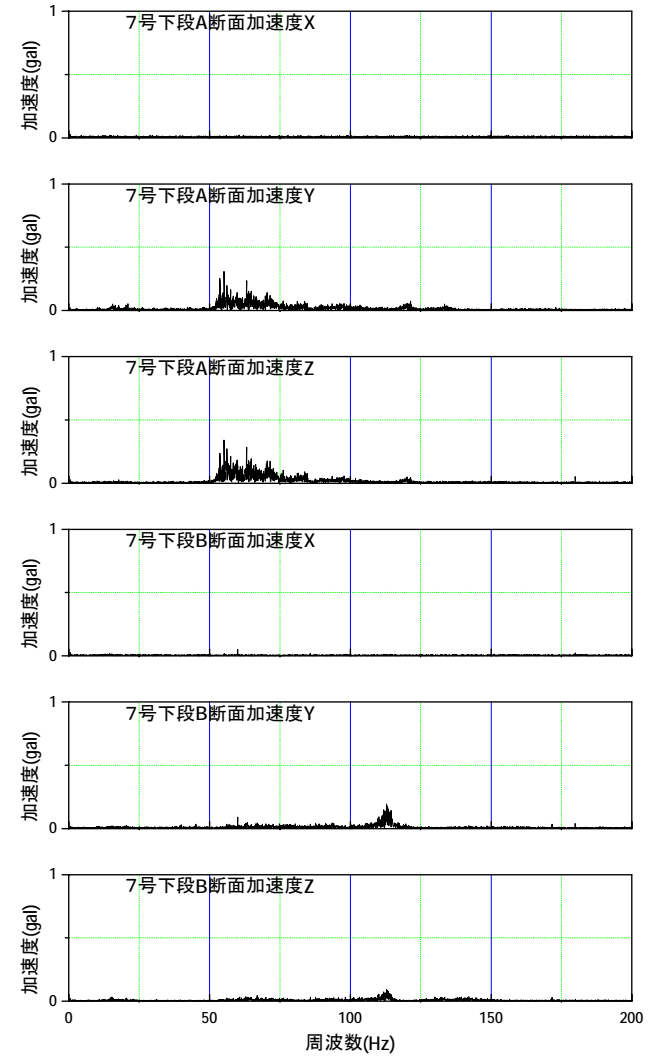 1
7号下段A断面加速度X
加速度(gal)
0
1
7号下段A断面加速度Y
加速度(gal)
0
1
7号下段A断面加速度Z
加速度(gal)
0
1
7号下段B断面加速度X
加速度(gal)
0
1
7号下段B断面加速度Y
加速度(gal)
0
1
7号下段B断面加速度Z
加速度(gal)
0
0 50 100 150 200
周波数(Hz)